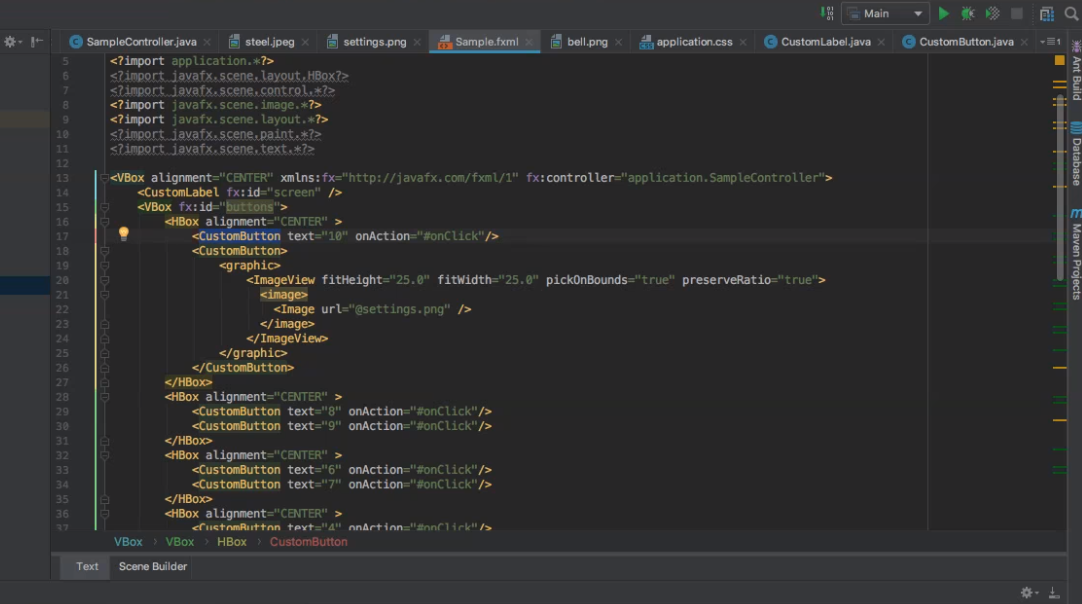 Main
SampleController.java
steel.jpeg
settings.png
Sample.fxml
bell.png
application.css
CustomLabel.java
CustomButton.java
1
5 <?import application.*?>
6 <?import javafx.scene.layout.HBox?>
7 <?import javafx.scene.control.*?>
8 <?import javafx.scene.image.*?>
9 <?import javafx.scene.layout.*?>
10 <?import javafx.scene.paint.*?>
11 <?import javafx.scene.text.*?>
12
13 <VBox alignment="CENTER" xmlns:fx="http://javafx.com/fxml/1" fx:controller="application.SampleController">
14 <CustomLabel fx:id="screen" />
15 <VBox fx:id="buttons">
16 <HBox alignment="CENTER" >
17 <CustomButton text="10" onAction="#onClick"/>
18 <CustomButton>
19 <graphic>
20 <ImageView fitHeight="25.0" fitWidth="25.0" pickOnBounds="true" preserveRatio="true">
21 <image>
22 <Image url="@settings.png" />
23 </image>
24 </ImageView>
25 </graphic>
26 </CustomButton>
27 </HBox>
28 <HBox alignment="CENTER" >
29 <CustomButton text="8" onAction="#onClick"/>
30 <CustomButton text="9" onAction="#onClick"/>
31 </HBox>
32 <HBox alignment="CENTER" >
33 <CustomButton text="6" onAction="#onClick"/>
34 <CustomButton text="7" onAction="#onClick"/>
35 </HBox>
36 <HBox alignment="CENTER" >
37 <CustomButton text="4" onAction="#onClick"/>
VBox › VBox › HBox › CustomButton
Text
Scene Builder
Ant Build
Database
Maven Projects